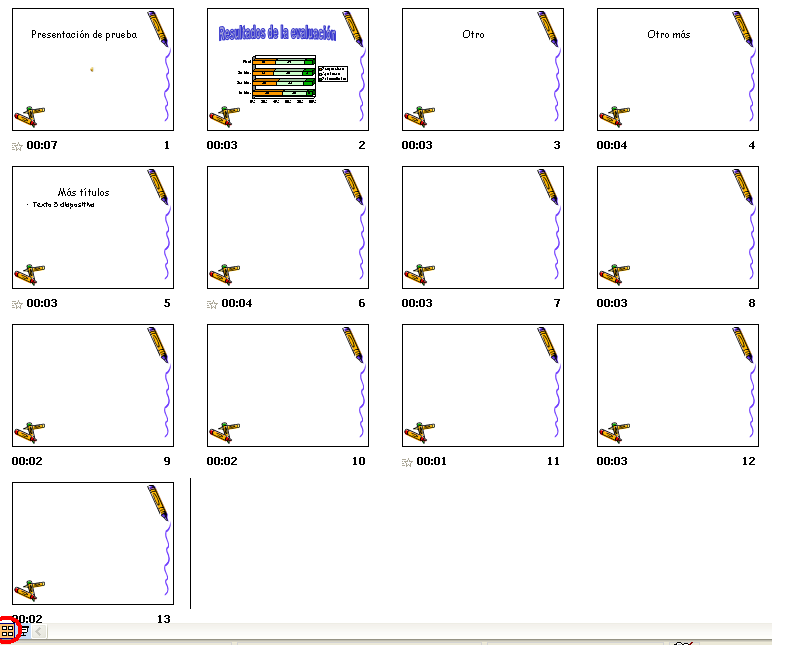 Presentación de prueba
00:07 1
Resultados de la evaluación
00:03 2
Otro
00:03 3
Otro más
00:04 4
Más títulos
• Texto 3 diapositiva
00:03 5
00:04 6
00:03 7
00:03 8
00:02 9
00:02 10
00:01 11
00:03 12
00:02 13